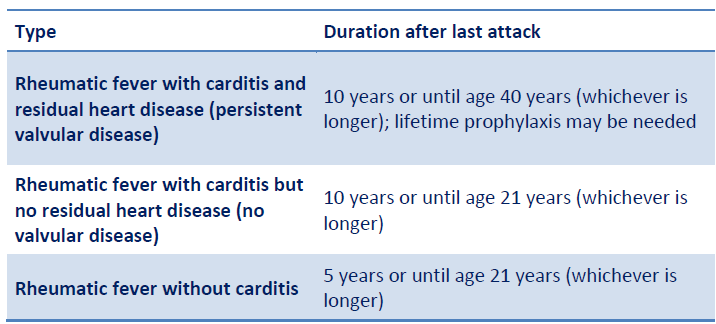 Type Duration after last attack
Rheumatic fever with carditis and
residual heart disease (persistent
valvular disease)
10 years or until age 40 years (whichever is
longer); lifetime prophylaxis may be needed
Rheumatic fever with carditis but
no residual heart disease (no
valvular disease)
10 years or until age 21 years (whichever is
longer)
Rheumatic fever without carditis
5 years or until age 21 years (whichever is
longer)